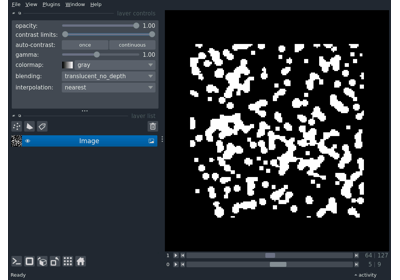 File View Plugins Window Help
layer controls
opacity: 1.00
contrast limits:
auto-contrast: once continuous
gamma: 1.00
colormap: gray
blending: translucent_no_depth
interpolation: nearest
layer list
Image
1 64 127
0 5 9
activity